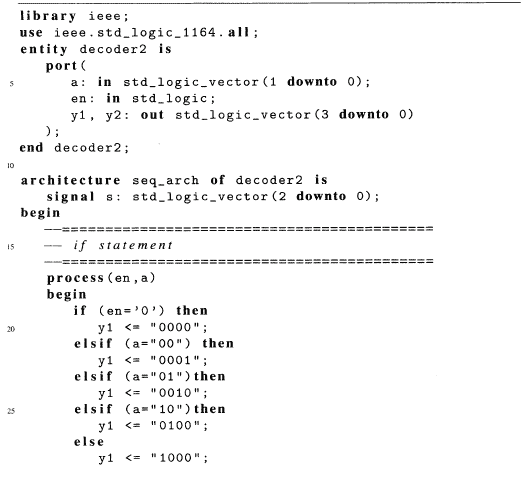 library ieee;
use ieee.std_logic_1164.all;
entity decoder2 is
port(
5 a: in std_logic_vector(1 downto 0);
en: in std_logic;
y1, y2: out std_logic_vector(3 downto 0)
);
end decoder2;
10
architecture seq_arch of decoder2 is
signal s: std_logic_vector(2 downto 0);
begin
--==========================================
15 -- if statement
--==========================================
process(en,a)
begin
if (en='0') then
20 y1 <= "0000";
elsif (a="00") then
y1 <= "0001";
elsif (a="01")then
y1 <= "0010";
25 elsif (a="10")then
y1 <= "0100";
else
y1 <= "1000";